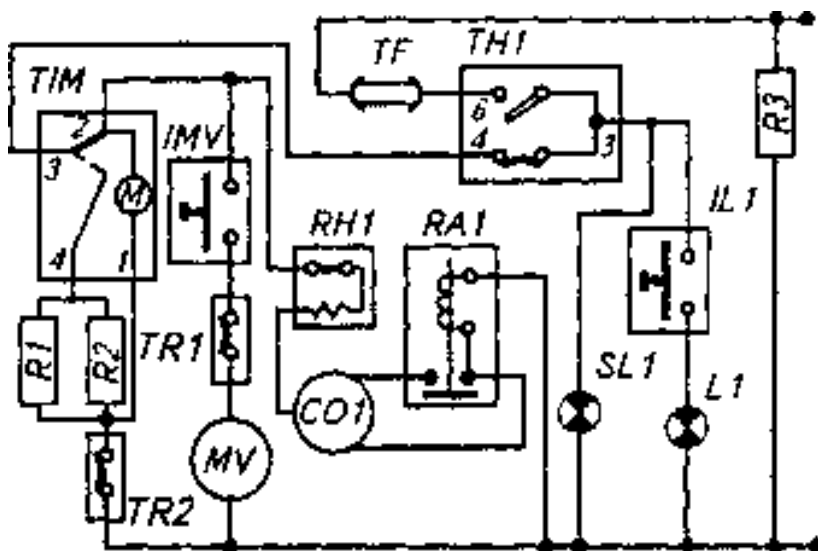 TF
TH1
TIM
2
IMV
6
4
3
R3
3
M
RH1
RA1
IL1
4
1
R1
R2
TR1
CO1
SL1
L1
MV
TR2